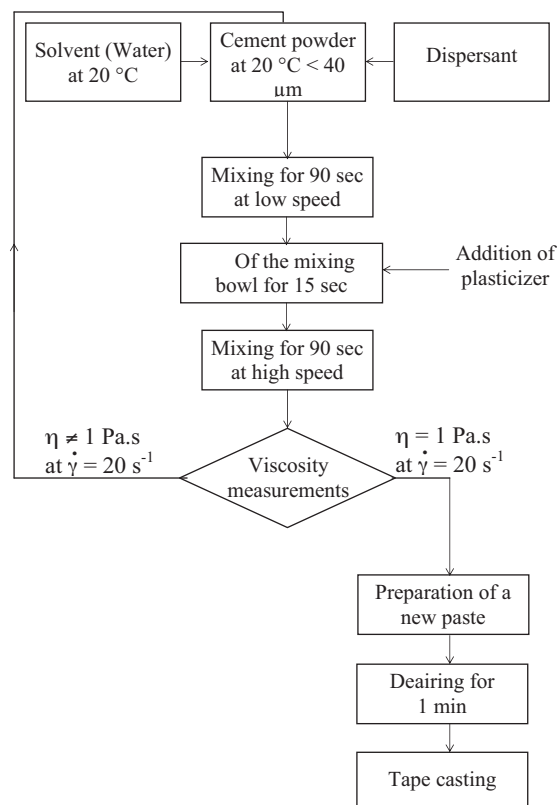 Solvent (Water)
at 20 °C
Cement powder
at 20 °C < 40
µm
Dispersant
Mixing for 90 sec
at low speed
Of the mixing
bowl for 15 sec
Addition of
plasticizer
Mixing for 90 sec
at high speed
η ≠ 1 Pa.s
at γ̇ = 20 s⁻¹
Viscosity
measurements
η = 1 Pa.s
at γ̇ = 20 s⁻¹
Preparation of a
new paste
Deairing for
1 min
Tape casting